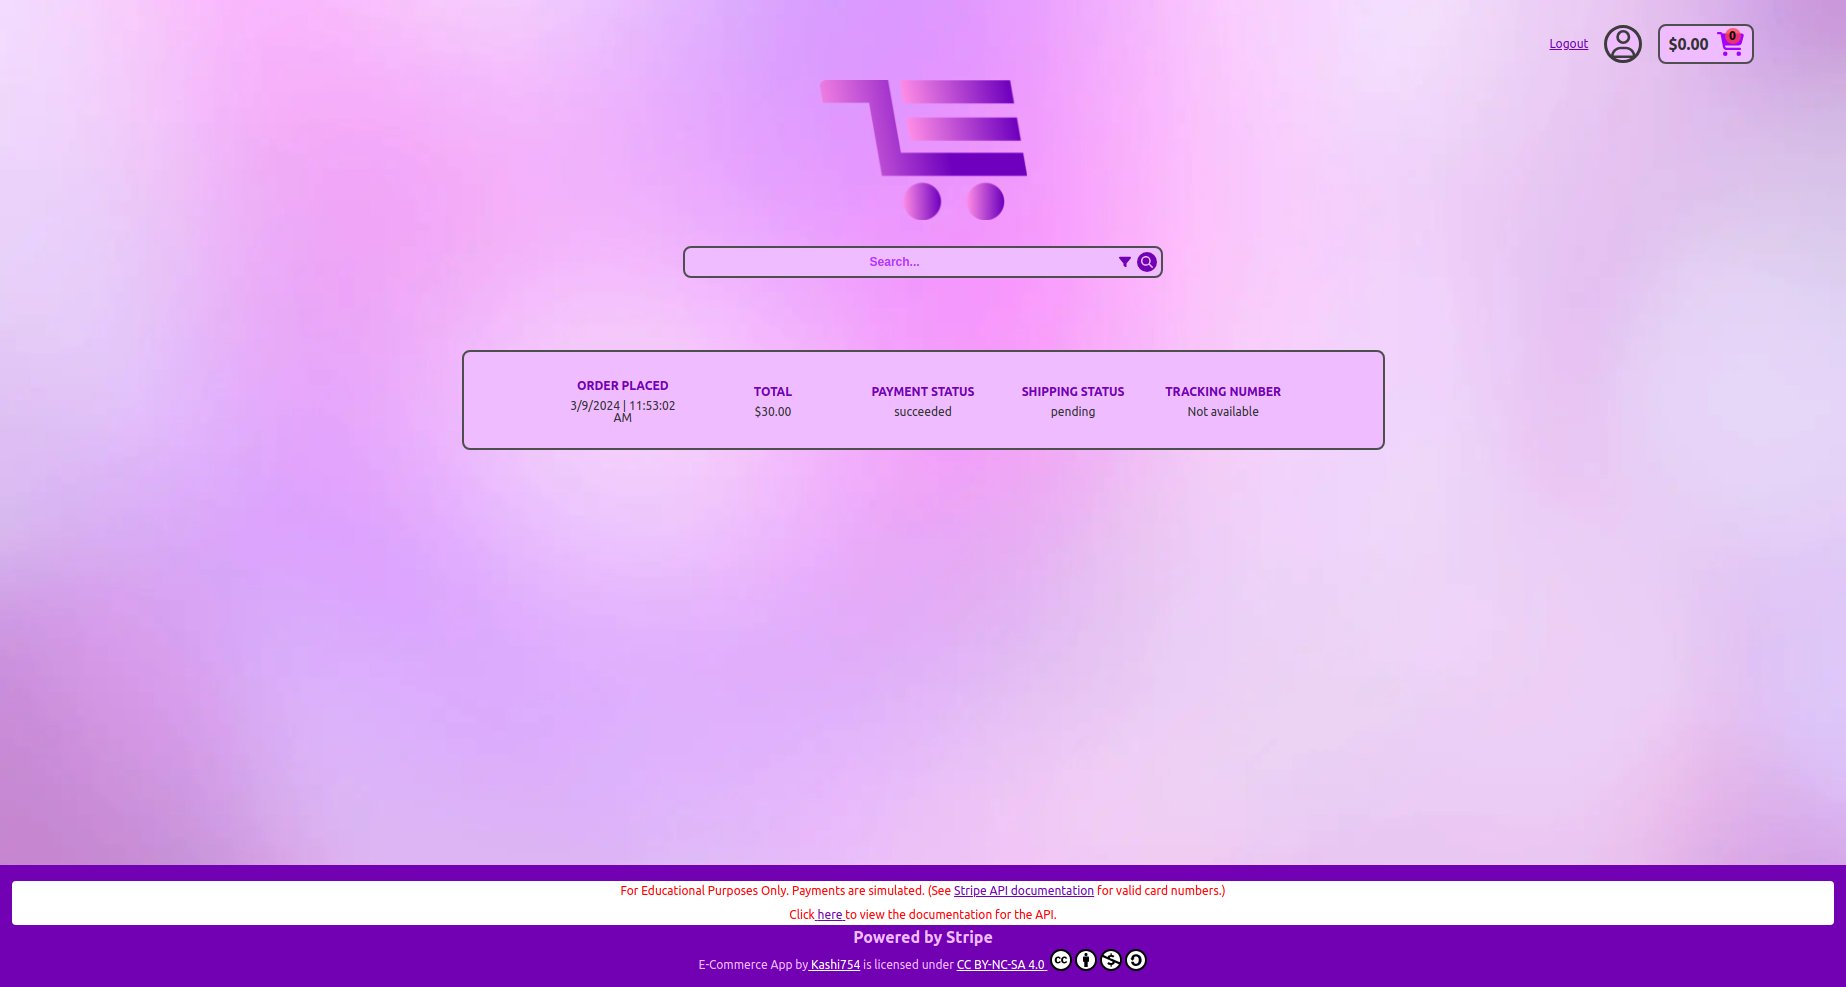 Logout
$0.00
0
Search...
ORDER PLACED
3/9/2024 | 11:53:02
AM
TOTAL
$30.00
PAYMENT STATUS
succeeded
SHIPPING STATUS
pending
TRACKING NUMBER
Not available
For Educational Purposes Only. Payments are simulated. (See Stripe API documentation for valid card numbers.)
Click here to view the documentation for the API.
Powered by Stripe
E-Commerce App by Kashi754 is licensed under CC BY-NC-SA 4.0